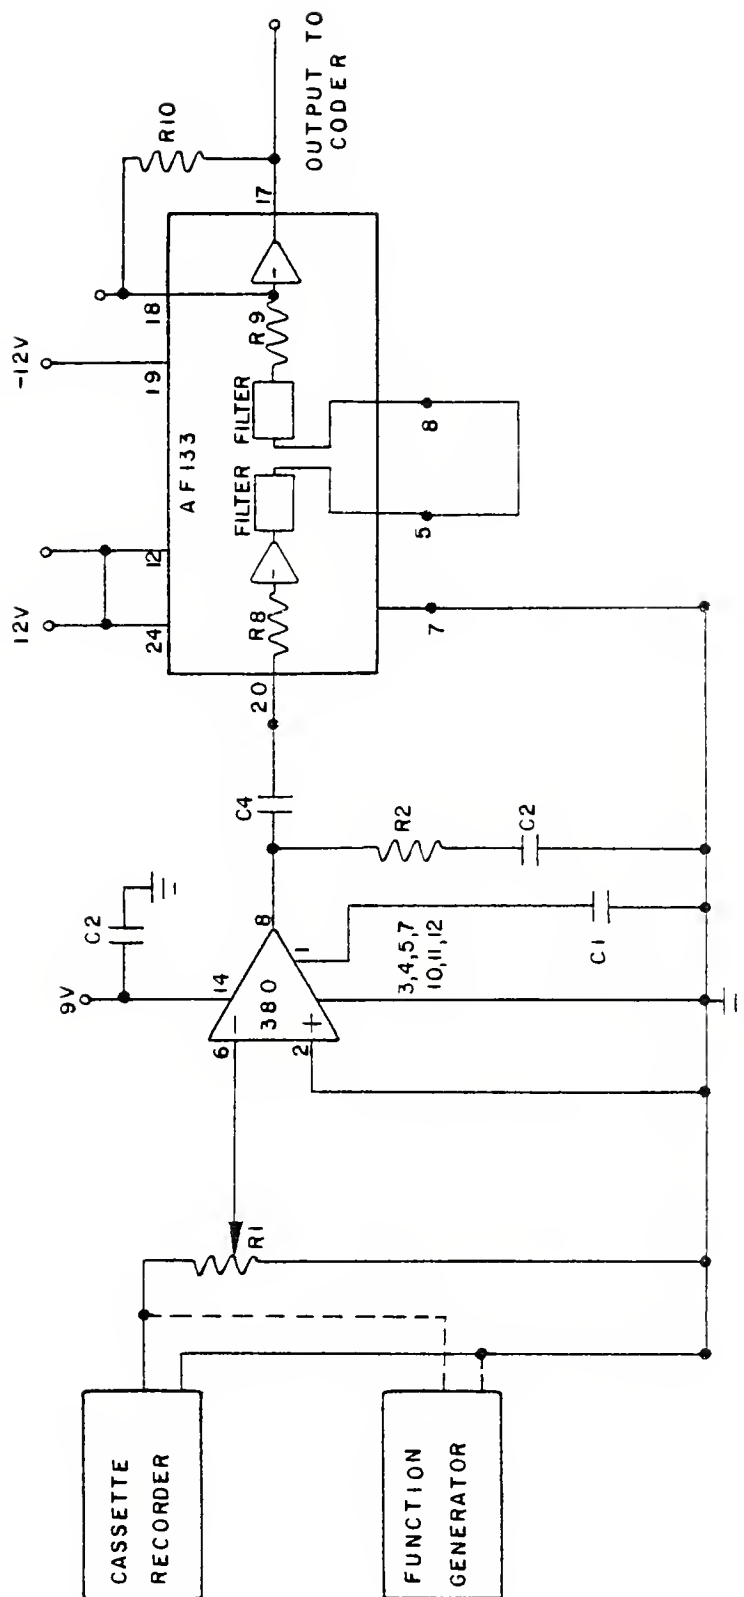 CASSETTE
RECORDER
FUNCTION
GENERATOR
R1
9V
C2
6
14
380
−
+
2
8
1
3,4,5,7
10,11,12
C1
R2
C2
C4
20
12V
24
12
-12V
19
18
AF133
R8
-
FILTER
FILTER
R9
-
17
R10
7
5
8
OUTPUT TO
CODER